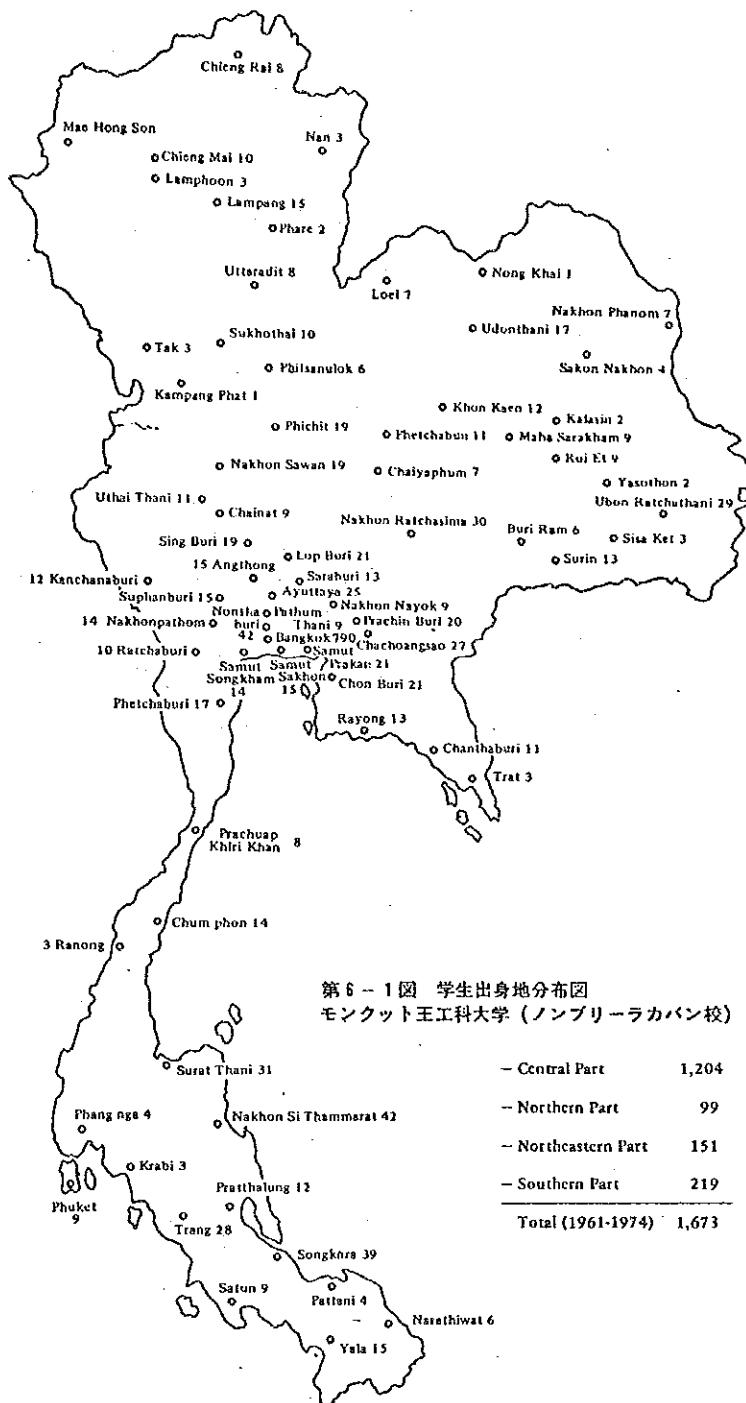 Chieng Rai 8
Mae Hong Son
Nan 3
Chieng Mai 10
Lamphoon 3
Lampang 15
Phare 2
Uttaradit 8
Loei 7
Nong Khai 1
Nakhon Phanom 7
Udonthani 17
Sukhothai 10
Tak 3
Sakon Nakhon 4
Philsanulok 6
Kampang Phat 1
Khon Kaen 12
Kalasin 2
Phichit 19
Phetchabun 11
Maha Sarakham 9
Roi Et 9
Nakhon Sawan 19
Chaiyaphum 7
Yasothon 2
Uthai Thani 11
Ubon Ratchuthani 29
Chainat 9
Nakhon Ratchasima 30
Buri Ram 6
Sisa Ket 3
Sing Buri 19
Lop Buri 21
Surin 13
15 Angthong
Saraburi 13
12 Kanchanaburi
Ayuttaya 25
Suphanburi 15
Nakhon Nayok 9
Nontha
buri
42
Pathum
Thani 9
14 Nakhonpathom
Prachin Buri 20
Bangkok 790
Chachoangsao 27
10 Ratchaburi
Samut
Songkham
14
Samut
Sakhon
15
Samut
Prakan 21
Chon Buri 21
Phetchaburi 17
Rayong 13
Chanthaburi 11
Trat 3
Prachuap
Khiri Khan 8
Chum phon 14
3 Ranong
第6－1図 学生出身地分布図
モンクット王工科大学（ノンブリーラカバン校）
– Central Part 1,204
– Northern Part 99
– Northeastern Part 151
– Southern Part 219
Total (1961-1974) 1,673
Surat Thani 31
Phang nga 4
Nakhon Si Thammarat 42
Krabi 3
Phuket
9
Pratthalung 12
Trang 28
Songkhra 39
Satun 9
Pattani 4
Narathiwat 6
Yala 15